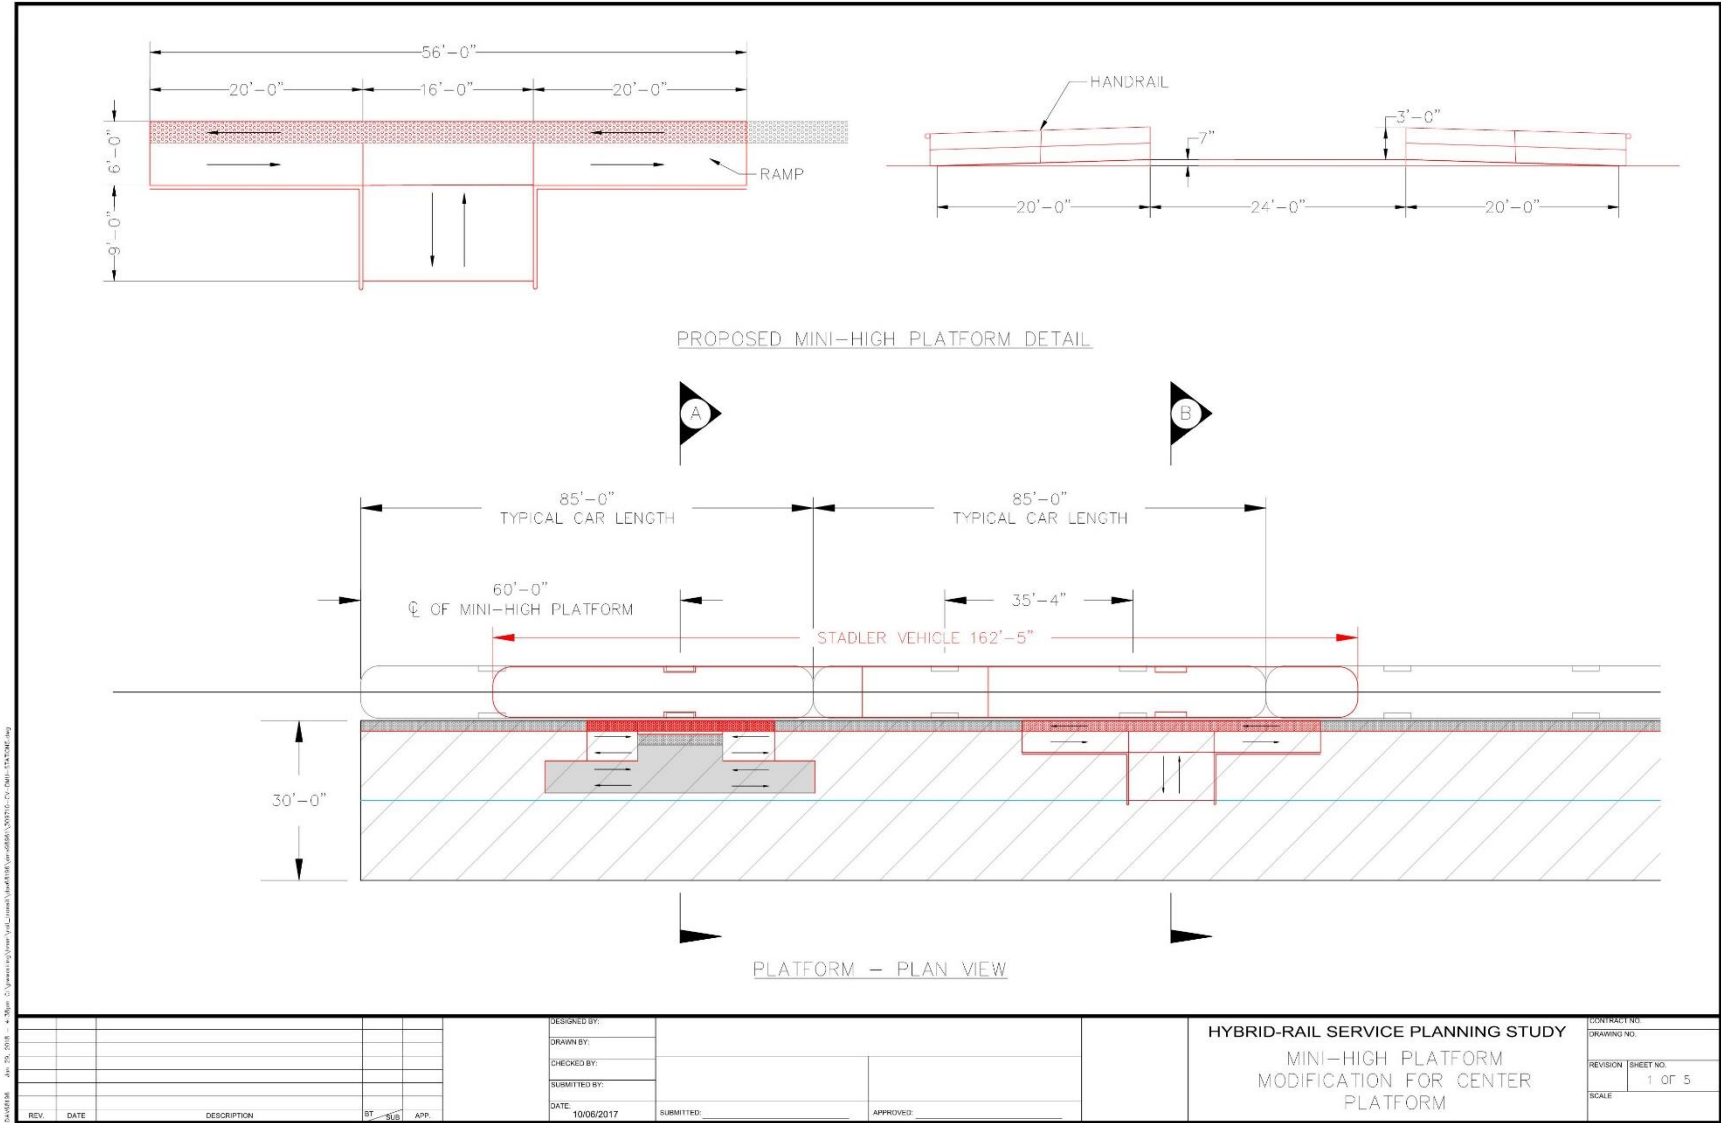 56'-0"
20'-0" 16'-0" 20'-0"
HANDRAIL
3'-0"
7"
6'-0"
RAMP
20'-0" 24'-0" 20'-0"
9'-0"
PROPOSED MINI-HIGH PLATFORM DETAIL
A B
85'-0" 85'-0"
TYPICAL CAR LENGTH TYPICAL CAR LENGTH
60'-0"
℄ OF MINI-HIGH PLATFORM
35'-4"
STADLER VEHICLE 162'-5"
30'-0"
PLATFORM - PLAN VIEW
REV. DATE DESCRIPTION BT SUB APP.
DESIGNED BY:
DRAWN BY:
CHECKED BY:
SUBMITTED BY:
DATE: 10/06/2017
SUBMITTED: APPROVED:
HYBRID-RAIL SERVICE PLANNING STUDY
MINI-HIGH PLATFORM
MODIFICATION FOR CENTER
PLATFORM
CONTRACT NO.
DRAWING NO.
REVISION SHEET NO.
1 OF 5
SCALE